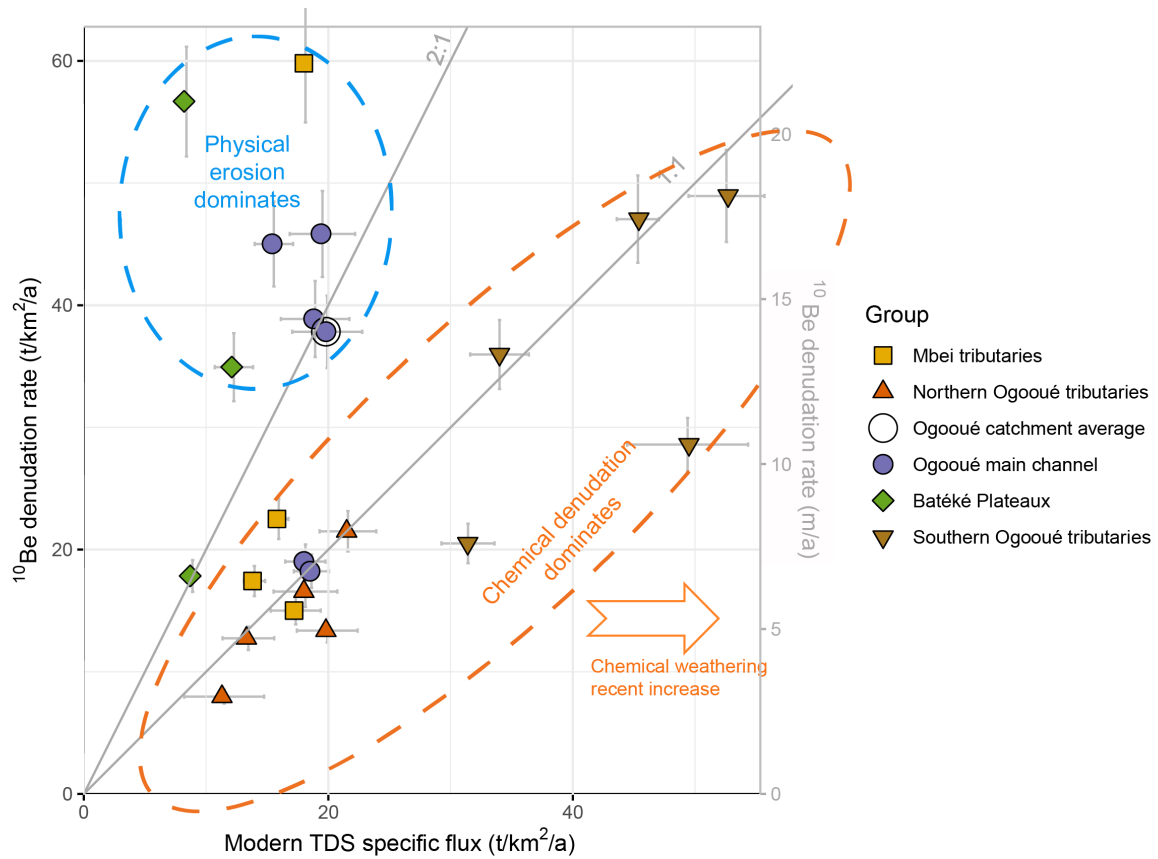 60
40
20
0
¹⁰Be denudation rate (t/km²/a)
0
20
40
Modern TDS specific flux (t/km²/a)
2:1
1:1
Physical
erosion
dominates
Chemical denudation
dominates
Chemical weathering
recent increase
20
15
10
5
0
¹⁰ Be denudation rate (m/a)
Group
Mbei tributaries
Northern Ogooué tributaries
Ogooué catchment average
Ogooué main channel
Batéké Plateaux
Southern Ogooué tributaries